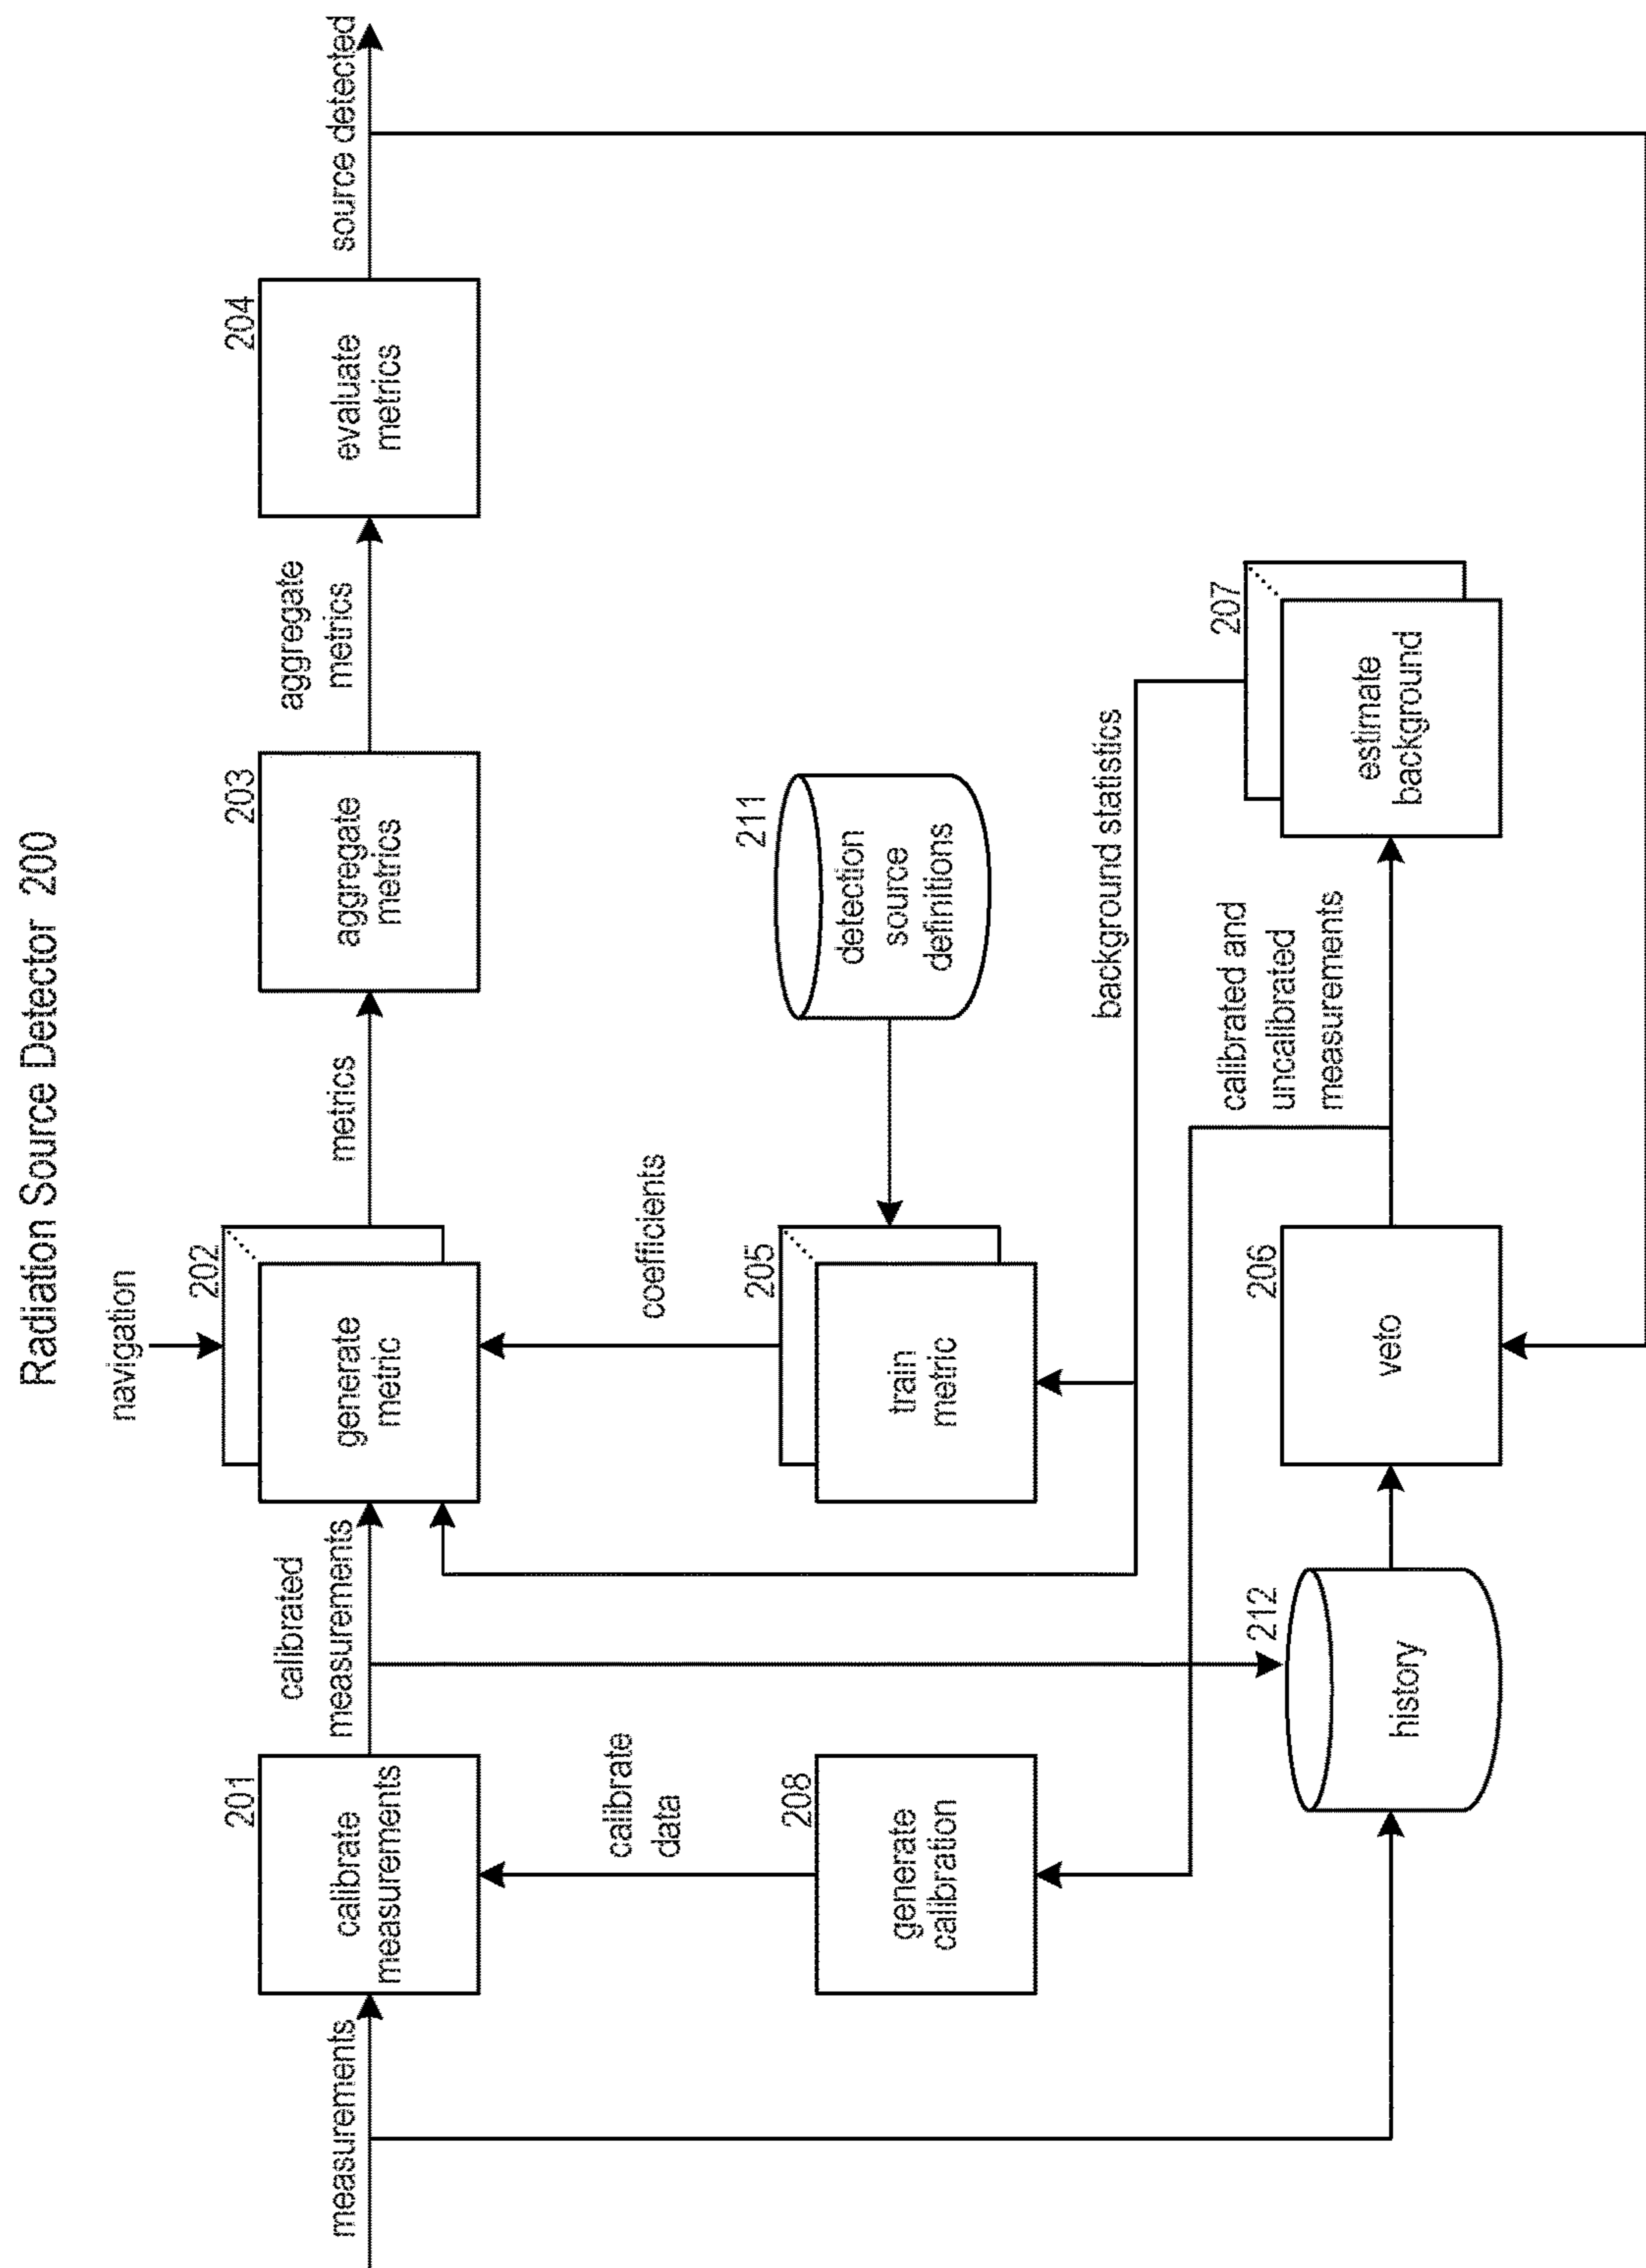 Radiation Source Detector 200
navigation
measurements
201
calibrate
measurements
calibrated
measurements
202
generate
metric
metrics
203
aggregate
metrics
aggregate
metrics
204
evaluate
metrics
source detected
calibrate
data
coefficients
208
generate
calibration
205
train
metric
211
detection
source
definitions
background statistics
212
history
206
veto
calibrated and
uncalibrated
measurements
207
estimate
background